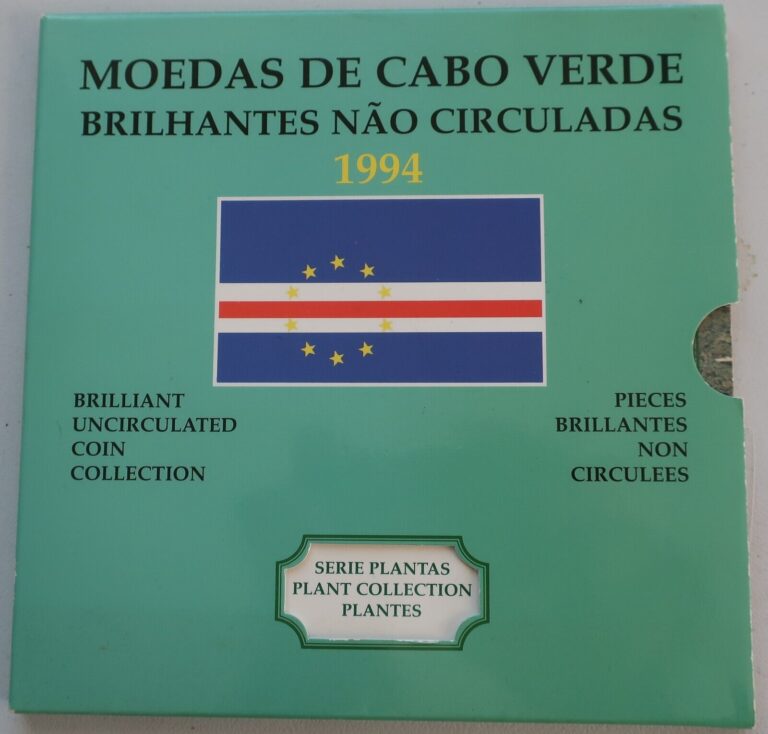 MOEDAS DE CABO VERDE
BRILHANTES NÃO CIRCULADAS
1994
BRILLIANT
UNCIRCULATED
COIN
COLLECTION
PIECES
BRILLANTES
NON
CIRCULEES
SERIE PLANTAS
PLANT COLLECTION
PLANTES